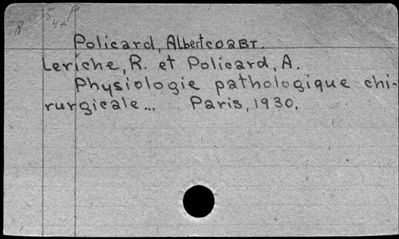 Policard, Albert
Leriche, R. et Policard, A.
Physiologie pathologique chi-
rurgicale... Paris, 1930.